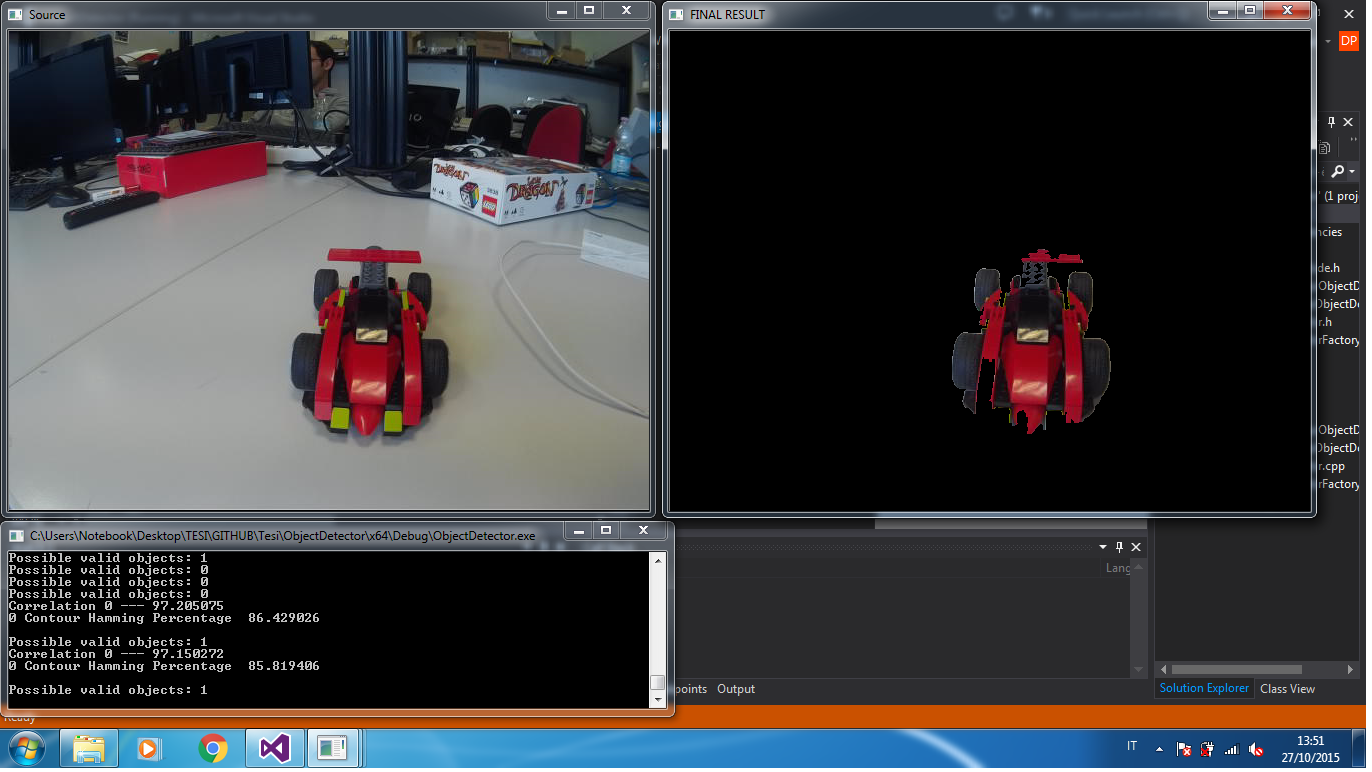 Source
FINAL RESULT
DP
DRAGON
3838
LEGO
(1 proj
ncies
de.h
ObjectD
ObjectDe
r.h
rFactory
ObjectD
ObjectDe
r.cpp
rFactory
C:\Users\Notebook\Desktop\TESI\GITHUB\Tesi\ObjectDetector\x64\Debug\ObjectDetector.exe
Possible valid objects: 1
Possible valid objects: 0
Possible valid objects: 0
Possible valid objects: 0
Correlation 0 --- 97.205075
0 Contour Hamming Percentage 86.429026
Possible valid objects: 1
Correlation 0 --- 97.150272
0 Contour Hamming Percentage 85.819406
Possible valid objects: 1
Lang
points Output
Solution Explorer Class View
Ready
IT
13:51
27/10/2015